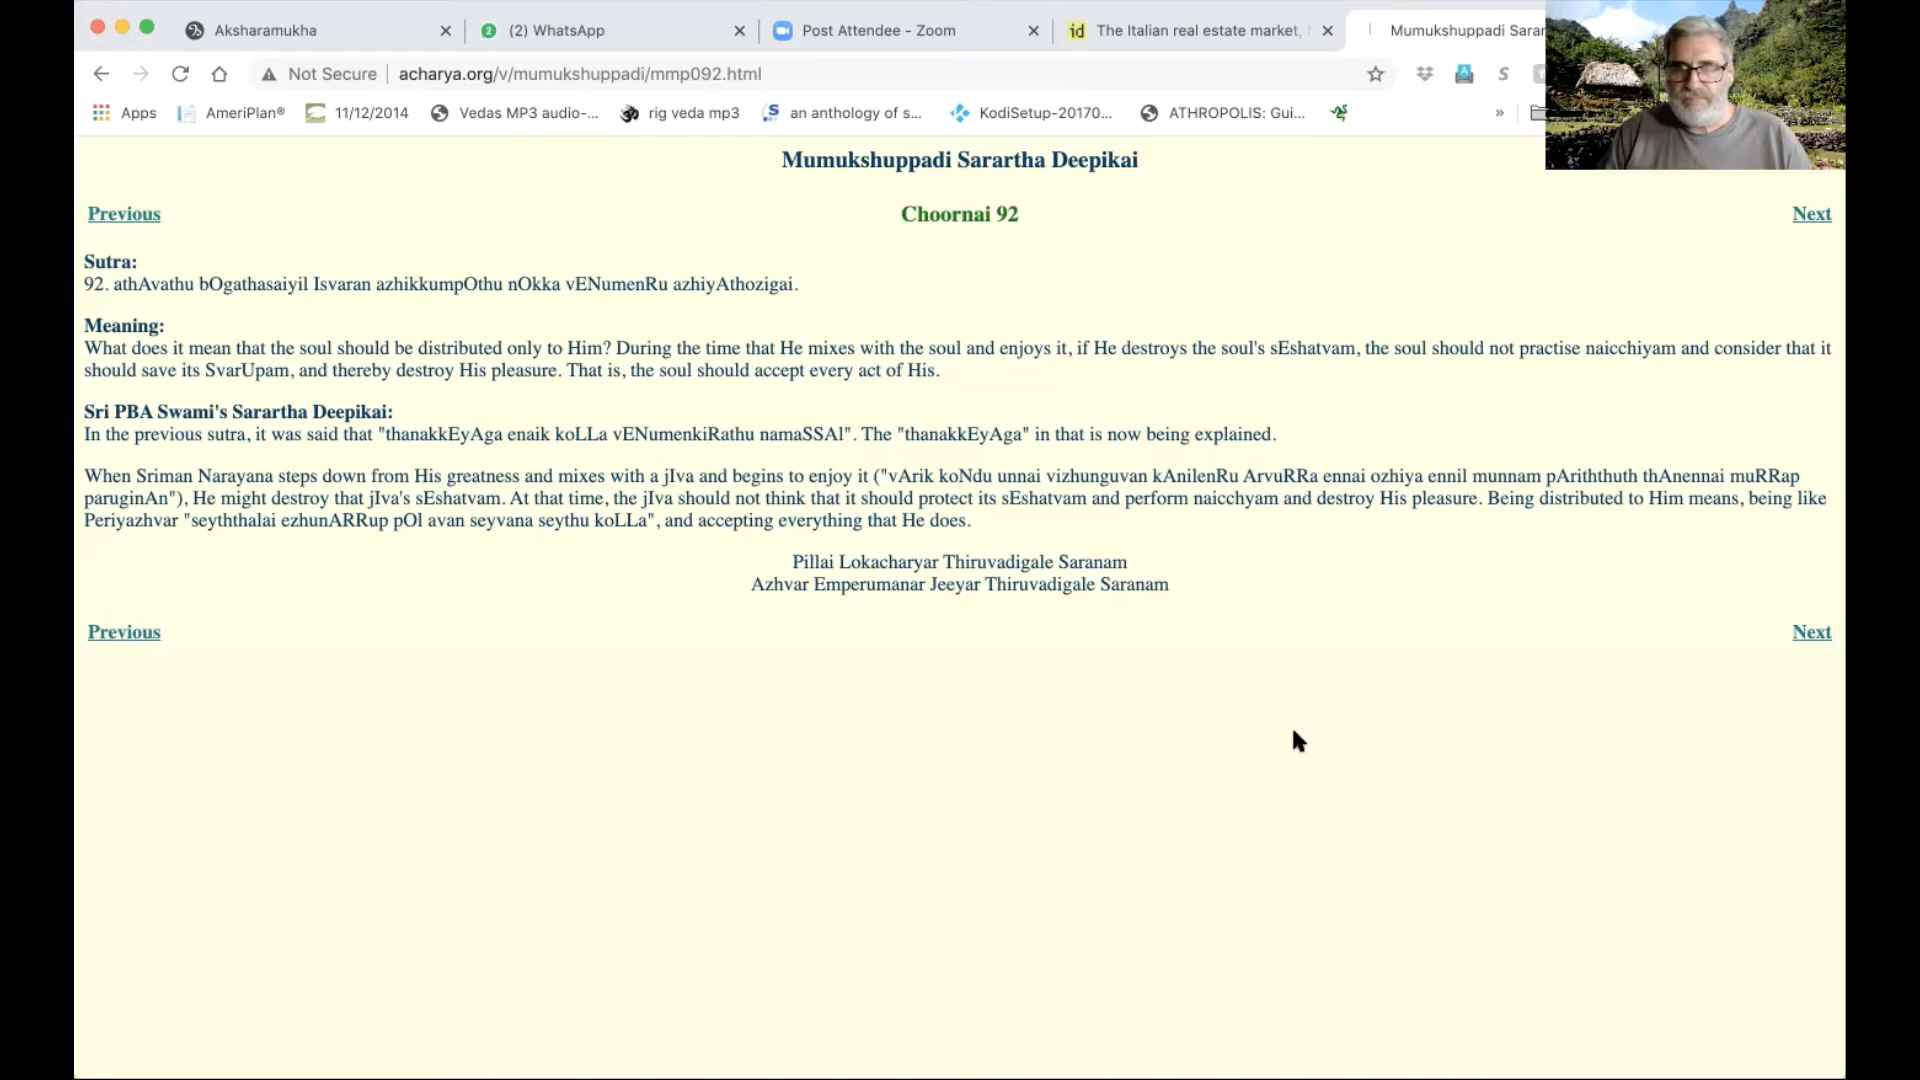 Aksharamukha
(2) WhatsApp
Post Attendee - Zoom
id The Italian real estate market,
Mumukshuppadi Sarar
Not Secure acharya.org/v/mumukshuppadi/mmp092.html
Apps AmeriPlan® 11/12/2014 Vedas MP3 audio-... rig veda mp3 an anthology of s... KodiSetup-20170... ATHROPOLIS: Gui... »
Mumukshuppadi Sarartha Deepikai
Previous Choornai 92 Next
Sutra:
92. athAvathu bOgathasaiyil Isvaran azhikkumpOthu nOkka vENumenRu azhiyAthozigai.
Meaning:
What does it mean that the soul should be distributed only to Him? During the time that He mixes with the soul and enjoys it, if He destroys the soul's sEshatvam, the soul should not practise naicchiyam and consider that it
should save its SvarUpam, and thereby destroy His pleasure. That is, the soul should accept every act of His.
Sri PBA Swami's Sarartha Deepikai:
In the previous sutra, it was said that "thanakkEyAga enaik koLLa vENumenkiRathu namaSSAl". The "thanakkEyAga" in that is now being explained.
When Sriman Narayana steps down from His greatness and mixes with a jIva and begins to enjoy it ("vArik koNdu unnai vizhunguvan kAnilenRu ArvuRRa ennai ozhiya ennil munnam pAriththuth thAnennai muRRap
paruginAn"), He might destroy that jIva's sEshatvam. At that time, the jIva should not think that it should protect its sEshatvam and perform naicchyam and destroy His pleasure. Being distributed to Him means, being like
Periyazhvar "seyththalai ezhunARRup pOl avan seyvana seythu koLLa", and accepting everything that He does.
Pillai Lokacharyar Thiruvadigale Saranam
Azhvar Emperumanar Jeeyar Thiruvadigale Saranam
Previous Next